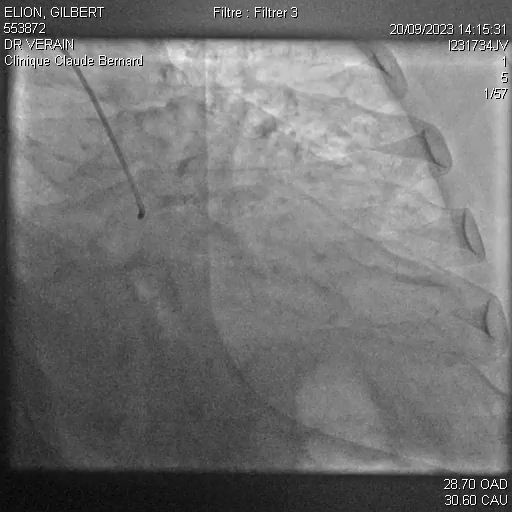 ELION, GILBERT
553872
DR VERAIN
Clinique Claude Bernard
Filtre : Filtrer 3
20/09/2023 14:15:31
I231734JV
1
5
1/57
28.70 OAD
30.60 CAU